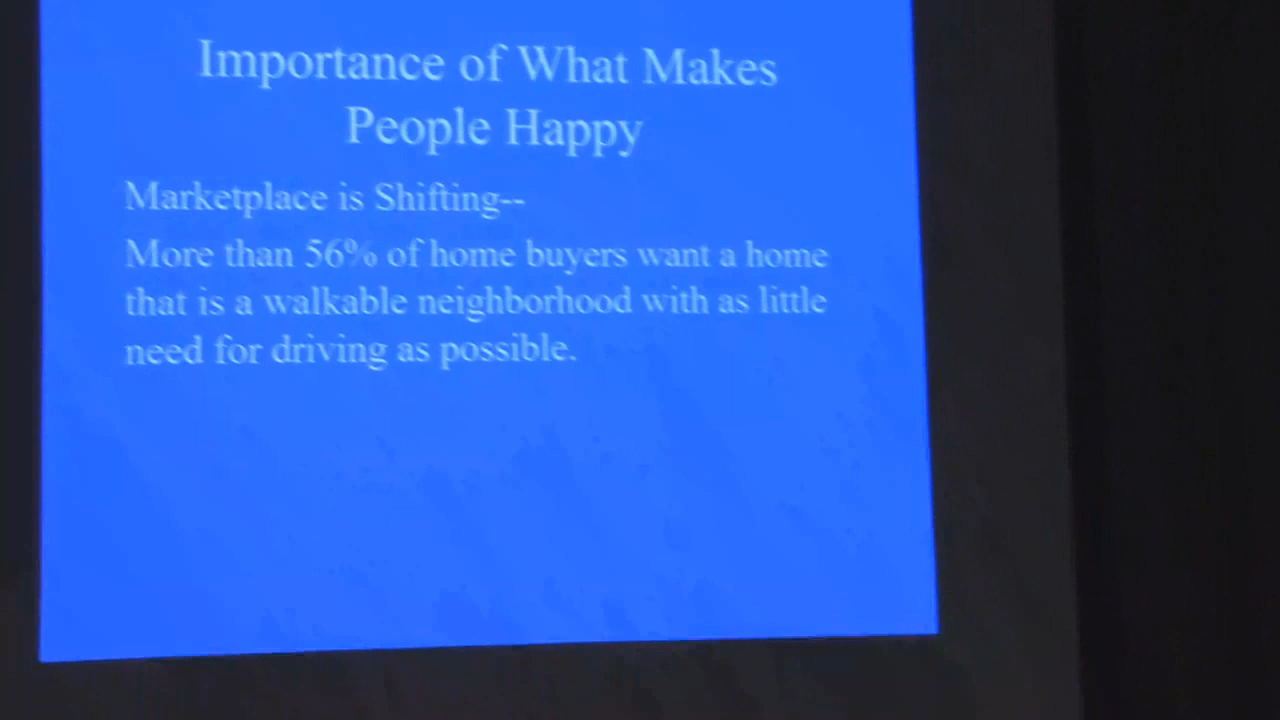 Importance of What Makes
People Happy
Marketplace is Shifting--
More than 56% of home buyers want a home
that is a walkable neighborhood with as little
need for driving as possible.